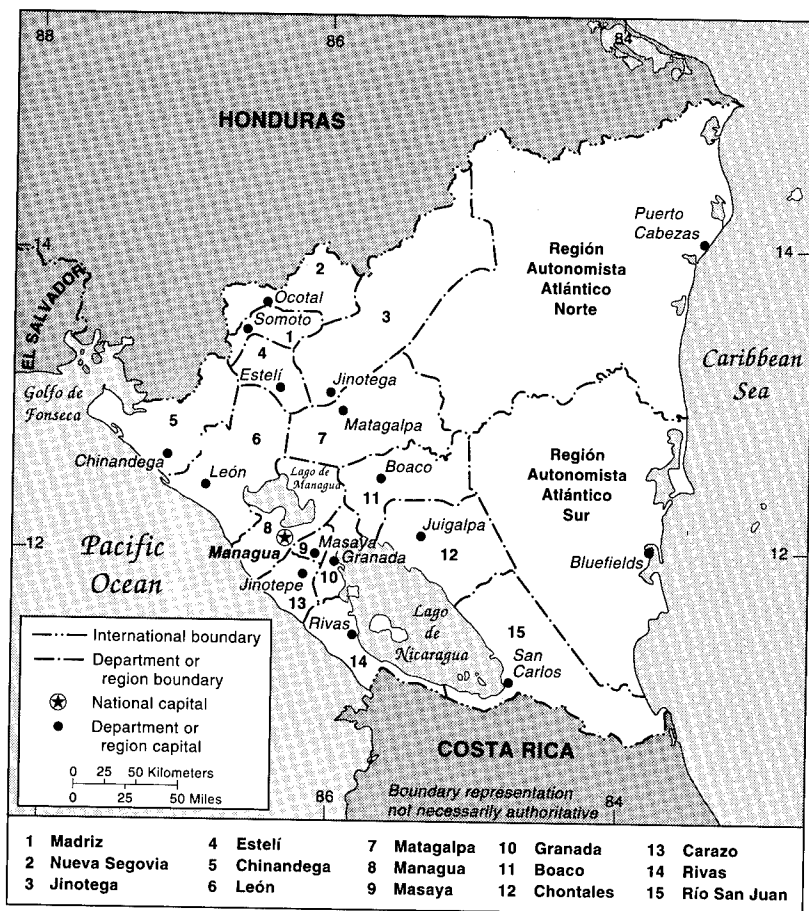 88
86
84
HONDURAS
Puerto
Cabezas
14
14
2
Región
Autonomista
Atlántico
Norte
EL SALVADOR
Ocotal
3
Somoto
1
4
Caribbean
Sea
Golfo de
Fonseca
Estelí
Jinotega
5
Matagalpa
6
7
Región
Autonomista
Atlántico
Sur
Chinandega
León
Lago de
Managua
Boaco
11
8
Juigalpa
12
Pacific
Ocean
Managua
9
Masaya
Granada
12
12
Bluefields
10
Jinotepe
13
Lago
de
Nicaragua
Rivas
15
14
San
Carlos
International boundary
Department or
region boundary
National capital
Department or
region capital
0 25 50 Kilometers
0 25 50 Miles
COSTA RICA
Boundary representation
not necessarily authoritative
86
84
1 Madriz 4 Estelí 7 Matagalpa 10 Granada 13 Carazo
2 Nueva Segovia 5 Chinandega 8 Managua 11 Boaco 14 Rivas
3 Jinotega 6 León 9 Masaya 12 Chontales 15 Río San Juan